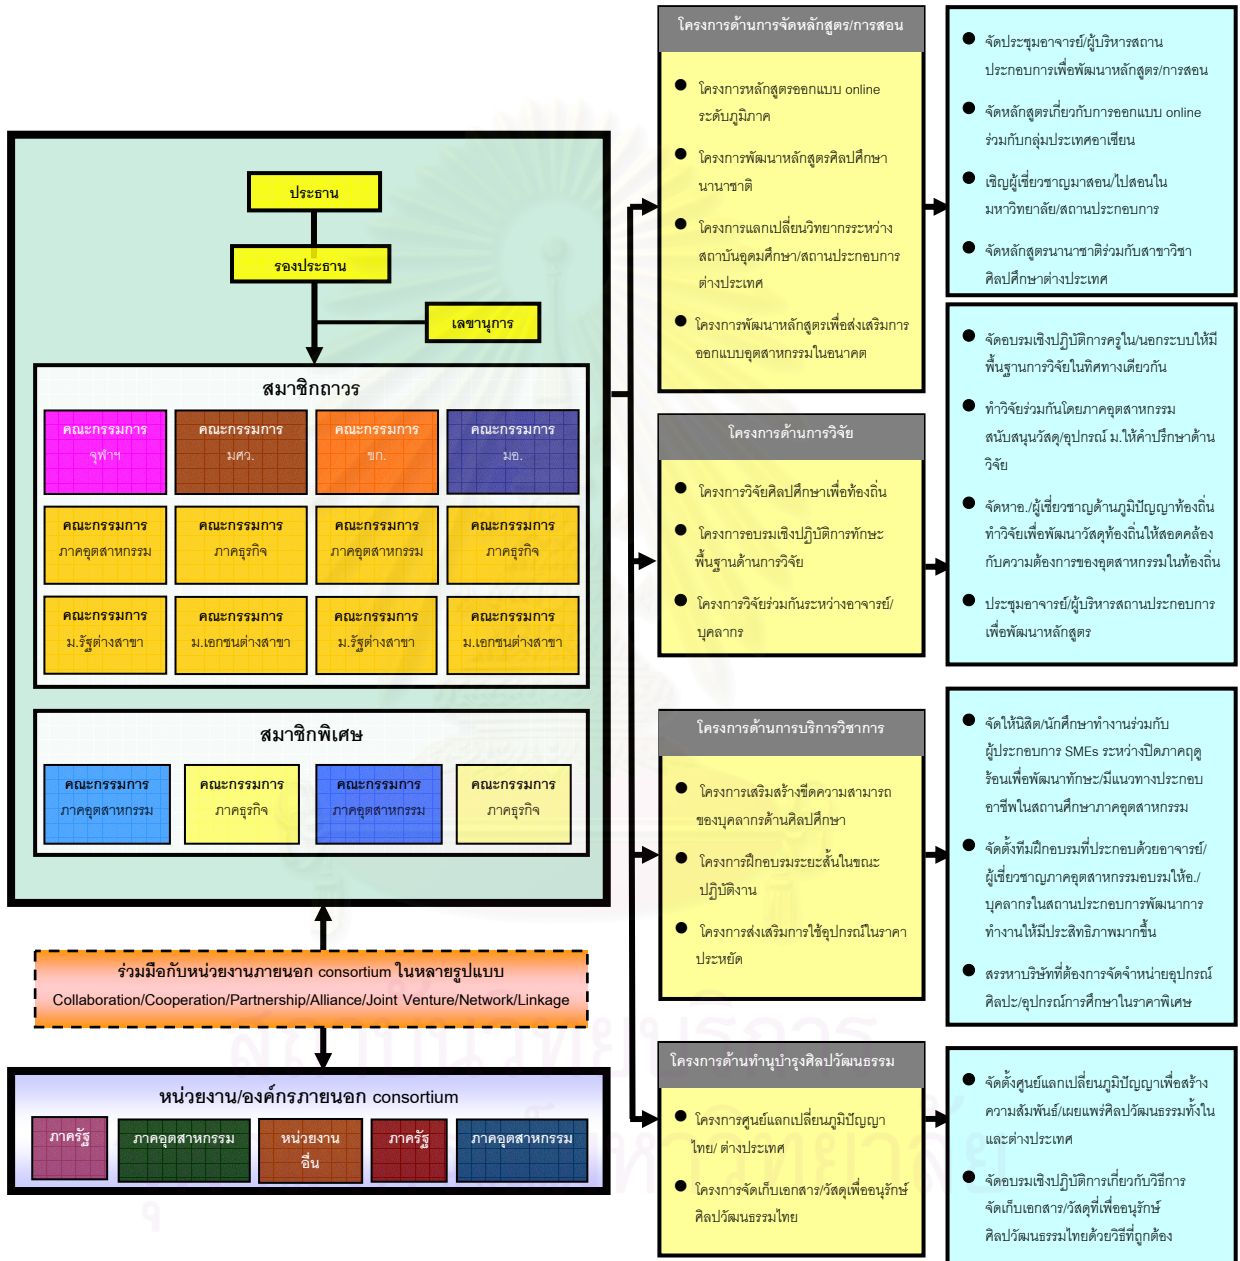 ประธาน
รองประธาน
เลขานุการ
สมาชิกถาวร
คณะกรรมการ
จุฬาฯ
คณะกรรมการ
มศว.
คณะกรรมการ
ขก.
คณะกรรมการ
มอ.
คณะกรรมการ
ภาคอุตสาหกรรม
คณะกรรมการ
ภาคธุรกิจ
คณะกรรมการ
ภาคอุตสาหกรรม
คณะกรรมการ
ภาคธุรกิจ
คณะกรรมการ
ม.รัฐต่างสาขา
คณะกรรมการ
ม.เอกชนต่างสาขา
คณะกรรมการ
ม.รัฐต่างสาขา
คณะกรรมการ
ม.เอกชนต่างสาขา
สมาชิกพิเศษ
คณะกรรมการ
ภาคอุตสาหกรรม
คณะกรรมการ
ภาคธุรกิจ
คณะกรรมการ
ภาคอุตสาหกรรม
คณะกรรมการ
ภาคธุรกิจ
ร่วมมือกับหน่วยงานภายนอก consortium ในหลายรูปแบบ
Collaboration/Cooperation/Partnership/Alliance/Joint Venture/Network/Linkage
หน่วยงาน/องค์กรภายนอก consortium
ภาครัฐ
ภาคอุตสาหกรรม
หน่วยงาน
อื่น
ภาครัฐ
ภาคอุตสาหกรรม
โครงการด้านการจัดหลักสูตร/การสอน
● โครงการหลักสูตรออกแบบ online
ระดับภูมิภาค
● โครงการพัฒนาหลักสูตรศิลปศึกษา
นานาชาติ
● โครงการแลกเปลี่ยนวิทยากรระหว่าง
สถาบันอุดมศึกษา/สถานประกอบการ
ต่างประเทศ
● โครงการพัฒนาหลักสูตรเพื่อส่งเสริมการ
ออกแบบอุตสาหกรรมในอนาคต
● จัดประชุมอาจารย์/ผู้บริหารสถาน
ประกอบการเพื่อพัฒนาหลักสูตร/การสอน
● จัดหลักสูตรเกี่ยวกับการออกแบบ online
ร่วมกับกลุ่มประเทศอาเซียน
● เชิญผู้เชี่ยวชาญมาสอน/ไปสอนใน
มหาวิทยาลัย/สถานประกอบการ
● จัดหลักสูตรนานาชาติร่วมกับสาขาวิชา
ศิลปศึกษาต่างประเทศ
โครงการด้านการวิจัย
● โครงการวิจัยศิลปศึกษาเพื่อท้องถิ่น
● โครงการอบรมเชิงปฏิบัติการทักษะ
พื้นฐานด้านการวิจัย
● โครงการวิจัยร่วมกันระหว่างอาจารย์/
บุคลากร
● จัดอบรมเชิงปฏิบัติการครูใน/นอกระบบให้มี
พื้นฐานการวิจัยในทิศทางเดียวกัน
● ทำวิจัยร่วมกันโดยภาคอุตสาหกรรม
สนับสนุนวัสดุ/อุปกรณ์ ม.ให้คำปรึกษาด้าน
วิจัย
● จัดหาอ./ผู้เชี่ยวชาญด้านภูมิปัญญาท้องถิ่น
ทำวิจัยเพื่อพัฒนาวัสดุท้องถิ่นให้สอดคล้อง
กับความต้องการของอุตสาหกรรมในท้องถิ่น
● ประชุมอาจารย์/ผู้บริหารสถานประกอบการ
เพื่อพัฒนาหลักสูตร
โครงการด้านการบริการวิชาการ
● โครงการเสริมสร้างขีดความสามารถ
ของบุคลากรด้านศิลปศึกษา
● โครงการฝึกอบรมระยะสั้นในขณะ
ปฏิบัติงาน
● โครงการส่งเสริมการใช้อุปกรณ์ในราคา
ประหยัด
● จัดให้นิสิต/นักศึกษาทำงานร่วมกับ
ผู้ประกอบการ SMEs ระหว่างปิดภาคฤดู
ร้อนเพื่อพัฒนาทักษะ/มีแนวทางประกอบ
อาชีพในสถานศึกษาภาคอุตสาหกรรม
● จัดตั้งทีมฝึกอบรมที่ประกอบด้วยอาจารย์/
ผู้เชี่ยวชาญภาคอุตสาหกรรมอบรมให้อ./
บุคลากรในสถานประกอบการพัฒนาการ
ทำงานให้มีประสิทธิภาพมากขึ้น
● สรรหาบริษัทที่ต้องการจัดจำหน่ายอุปกรณ์
ศิลปะ/อุปกรณ์การศึกษาในราคาพิเศษ
โครงการด้านทำนุบำรุงศิลปวัฒนธรรม
● โครงการศูนย์แลกเปลี่ยนภูมิปัญญา
ไทย/ ต่างประเทศ
● โครงการจัดเก็บเอกสาร/วัสดุเพื่ออนุรักษ์
ศิลปวัฒนธรรมไทย
● จัดตั้งศูนย์แลกเปลี่ยนภูมิปัญญาเพื่อสร้าง
ความสัมพันธ์/เผยแพร่ศิลปวัฒนธรรมทั้งใน
และต่างประเทศ
● จัดอบรมเชิงปฏิบัติการเกี่ยวกับวิธีการ
จัดเก็บเอกสาร/วัสดุที่เพื่ออนุรักษ์
ศิลปวัฒนธรรมไทยด้วยวิธีที่ถูกต้อง
สถาบันวิทยบริการ